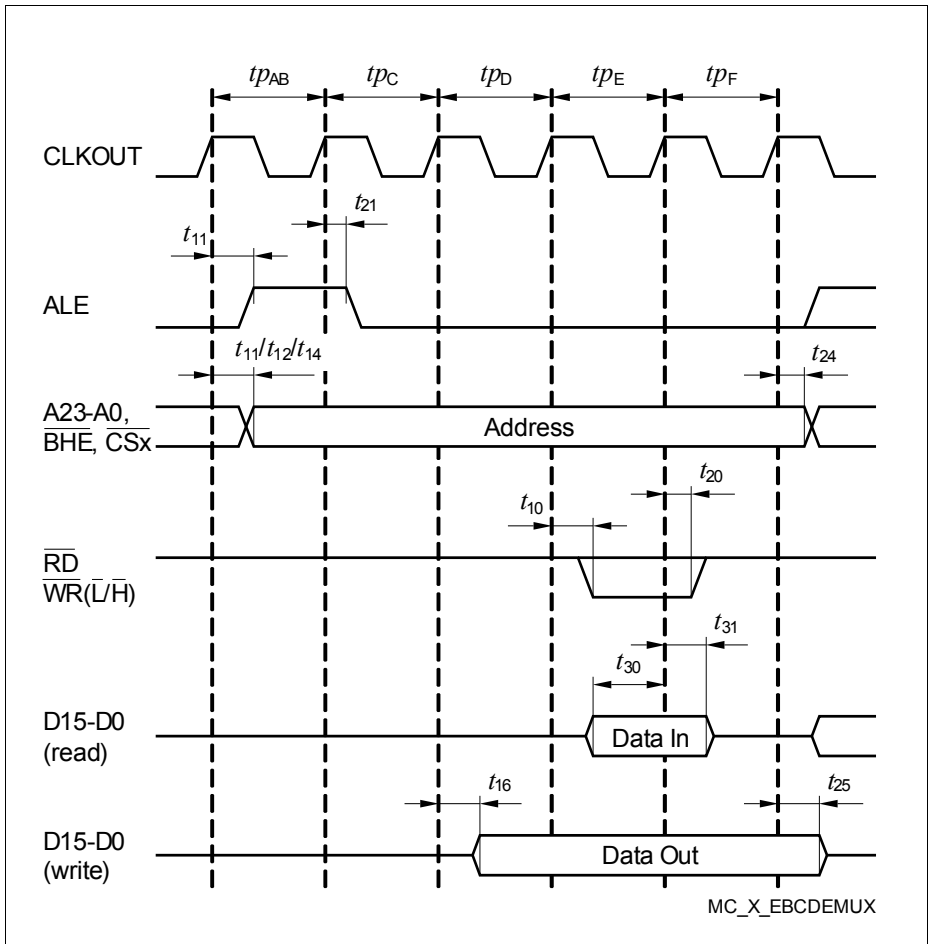 tpAB tpC tpD tpE tpF
CLKOUT
t21
t11
ALE
t11/t12/t14 t24
A23-A0,
BHE, CSx
Address
t20
t10
RD
WR(L/H)
t31
t30
D15-D0
(read)
Data In
t16 t25
D15-D0
(write)
Data Out
MC_X_EBCDEMUX